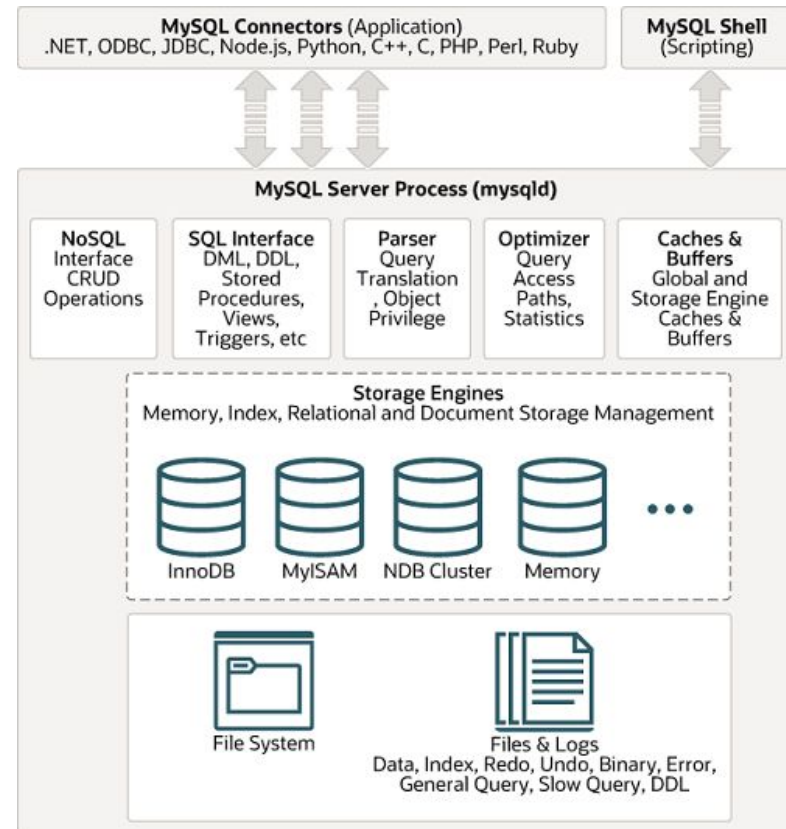 MySQL Connectors (Application)
.NET, ODBC, JDBC, Node.js, Python, C++, C, PHP, Perl, Ruby
MySQL Shell
(Scripting)
MySQL Server Process (mysqld)
NoSQL
Interface
CRUD
Operations
SQL Interface
DML, DDL,
Stored
Procedures,
Views,
Triggers, etc
Parser
Query
Translation
, Object
Privilege
Optimizer
Query
Access
Paths,
Statistics
Caches &
Buffers
Global and
Storage Engine
Caches &
Buffers
Storage Engines
Memory, Index, Relational and Document Storage Management
InnoDB
MyISAM
NDB Cluster
Memory
File System
Files & Logs
Data, Index, Redo, Undo, Binary, Error,
General Query, Slow Query, DDL